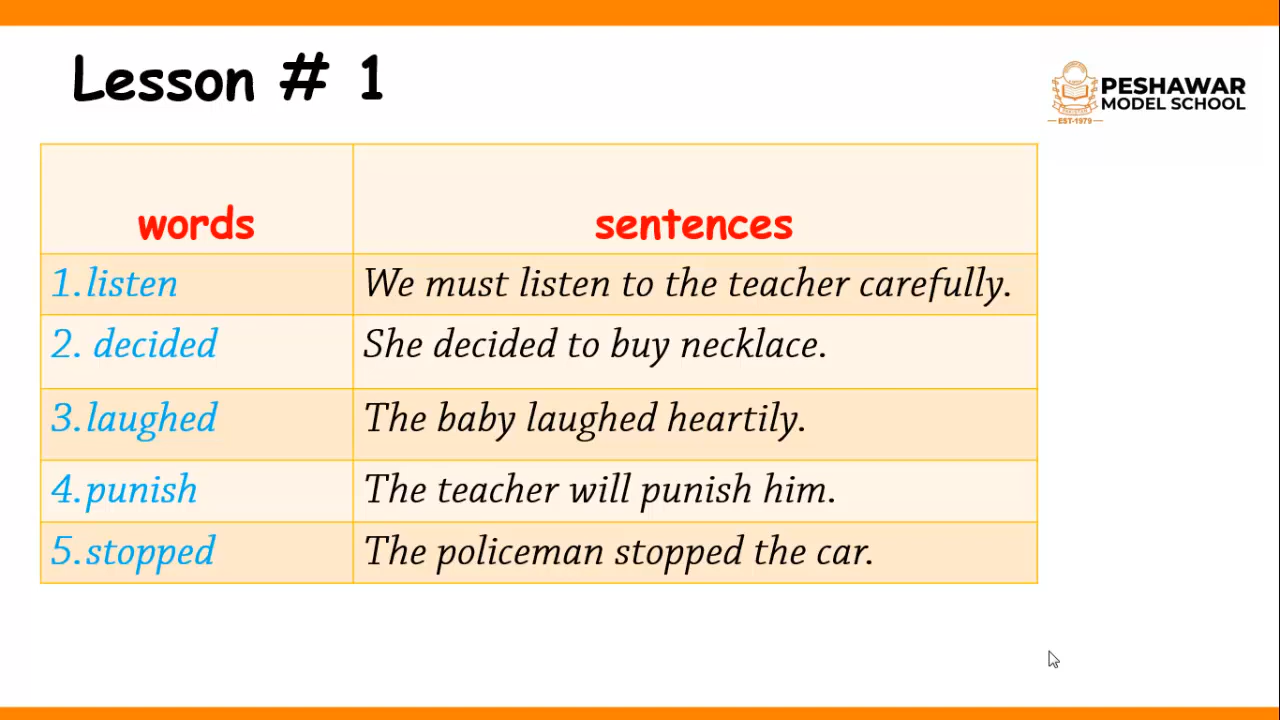 Lesson # 1
PESHAWAR
MODEL SCHOOL
EST-1979
words sentences
1.listen We must listen to the teacher carefully.
2. decided She decided to buy necklace.
3.laughed The baby laughed heartily.
4.punish The teacher will punish him.
5.stopped The policeman stopped the car.